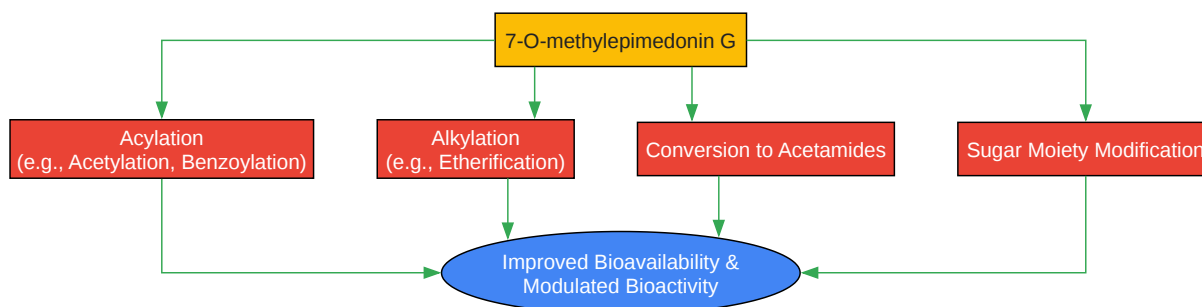 7-O-methylepimedonin G
Acylation
(e.g., Acetylation, Benzoylation)
Alkylation
(e.g., Etherification)
Conversion to Acetamides
Sugar Moiety Modification
Improved Bioavailability &
Modulated Bioactivity